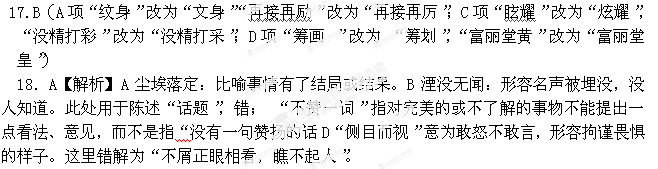 17.B(A项“纹身”改为“文身”“再接再励”改为“再接再厉”；C项“眩耀”改为“炫耀”，
“没精打彩”改为“没精打采”；D项“筹画”改为“筹划”，“富丽堂黄”改为“富丽堂
皇”)
18. A【解析】A 尘埃落定：比喻事情有了结局或结果。B 湮没无闻：形容名声被埋没，没
人知道。此处用于陈述“话题”，错； “不赞一词”指对完美的或不了解的事物不能提出一
点看法、意见，而不是指“没有一句赞扬的话 D“侧目而视”意为敢怒不敢言，形容拘谨畏惧
的样子。这里错解为“不屑正眼相看，瞧不起人”。